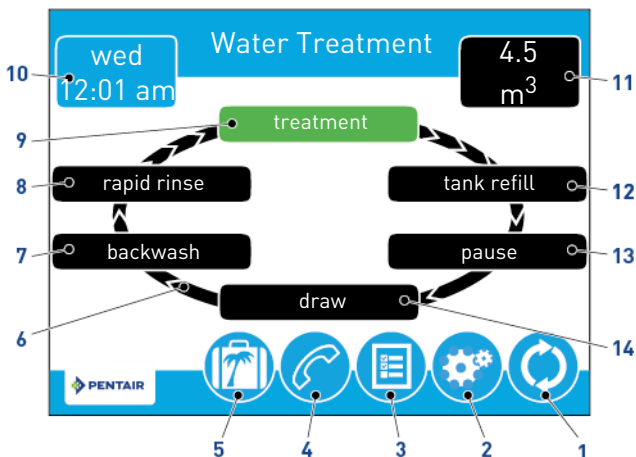 Water Treatment
wed
12:01 am
4.5
m³
10
11
treatment
9
rapid rinse
8
tank refill
12
backwash
7
pause
13
draw
6
14
PENTAIR
5
4
3
2
1